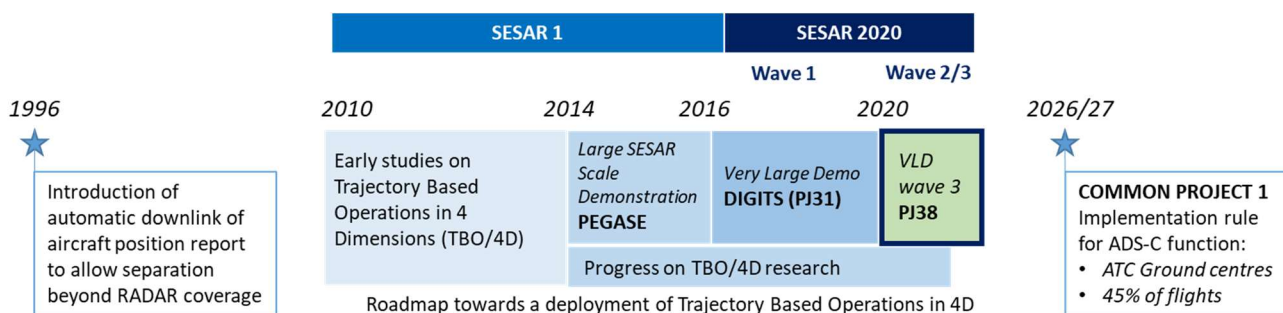 SESAR 1
SESAR 2020
Wave 1
Wave 2/3
1996
2010
2014
2016
2020
2026/27
Introduction of
automatic downlink of
aircraft position report
to allow separation
beyond RADAR coverage
Early studies on
Trajectory Based
Operations in 4
Dimensions (TBO/4D)
Large SESAR
Scale
Demonstration
PEGASE
Very Large Demo
DIGITS (PJ31)
VLD
wave 3
PJ38
Progress on TBO/4D research
COMMON PROJECT 1
Implementation rule
for ADS-C function:
• ATC Ground centres
• 45% of flights
Roadmap towards a deployment of Trajectory Based Operations in 4D